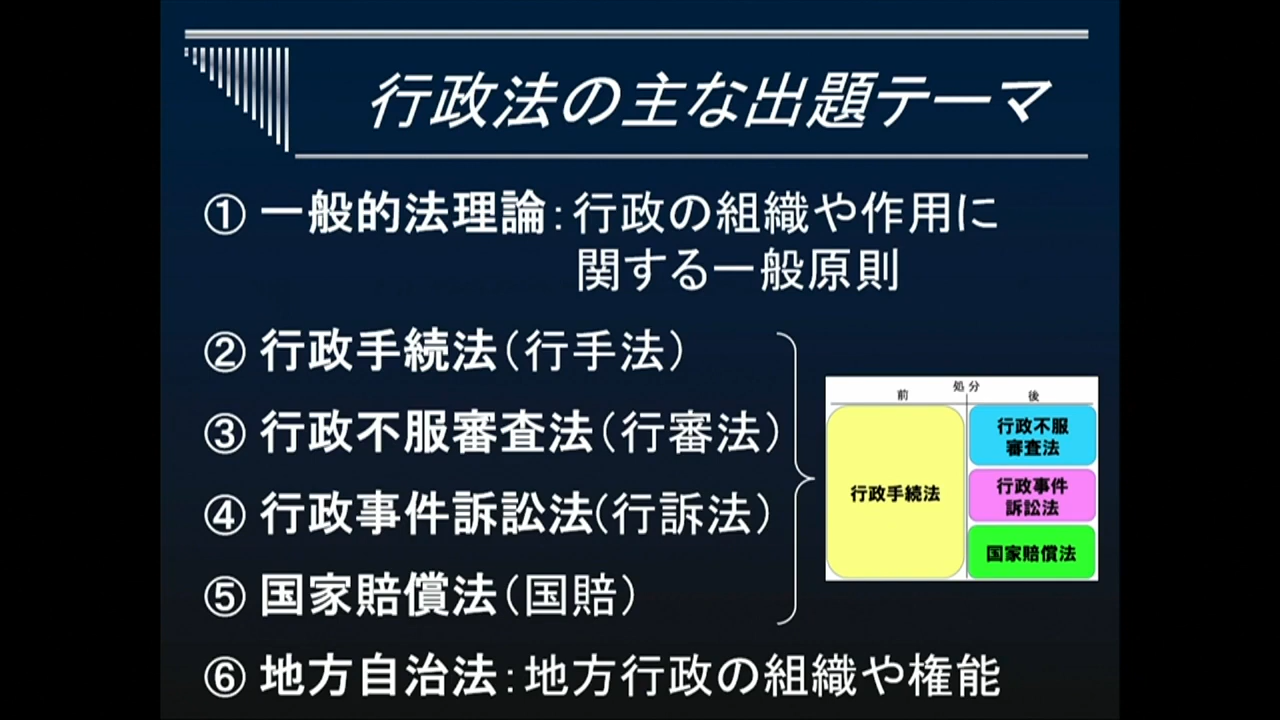 行政法の主な出題テーマ
① 一般的法理論：行政の組織や作用に
関する一般原則
② 行政手続法（行手法）
③ 行政不服審査法（行審法）
④ 行政事件訴訟法（行訴法）
⑤ 国家賠償法（国賠）
⑥ 地方自治法：地方行政の組織や権能
処分
前
後
行政手続法
行政不服
審査法
行政事件
訴訟法
国家賠償法